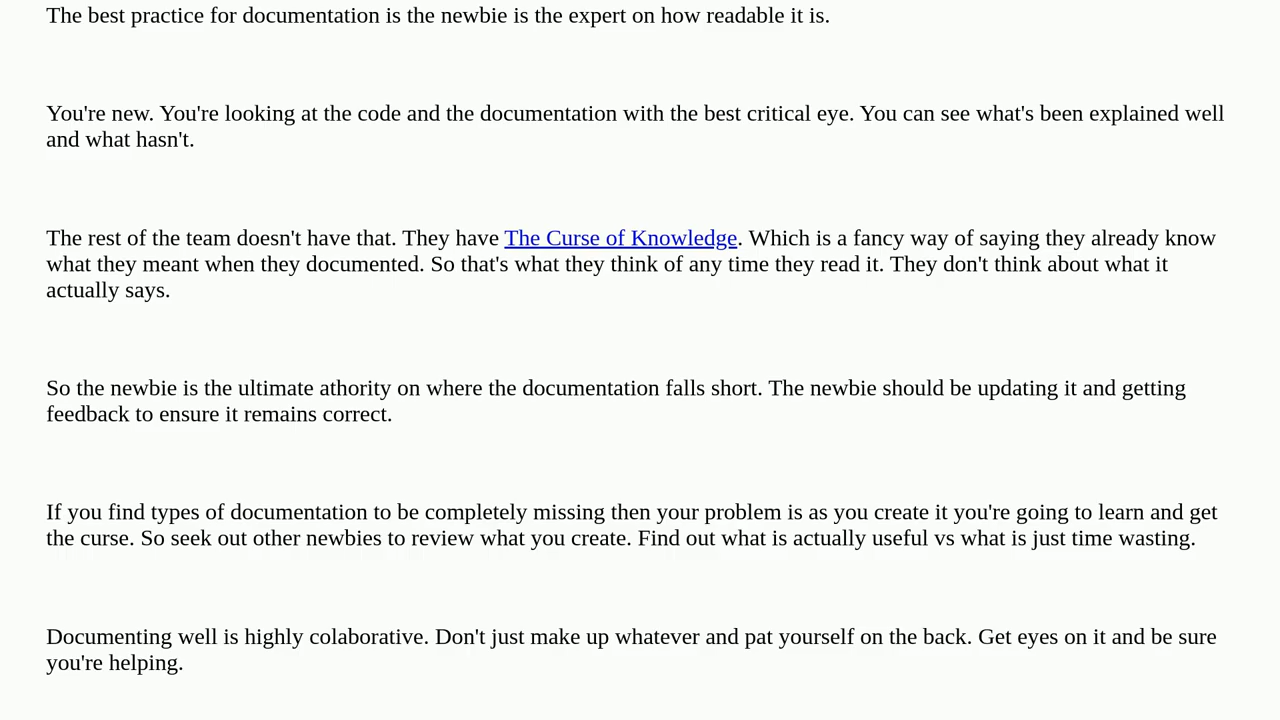 The best practice for documentation is the newbie is the expert on how readable it is.
You're new. You're looking at the code and the documentation with the best critical eye. You can see what's been explained well
and what hasn't.
The rest of the team doesn't have that. They have The Curse of Knowledge. Which is a fancy way of saying they already know
what they meant when they documented. So that's what they think of any time they read it. They don't think about what it
actually says.
So the newbie is the ultimate athority on where the documentation falls short. The newbie should be updating it and getting
feedback to ensure it remains correct.
If you find types of documentation to be completely missing then your problem is as you create it you're going to learn and get
the curse. So seek out other newbies to review what you create. Find out what is actually useful vs what is just time wasting.
Documenting well is highly colaborative. Don't just make up whatever and pat yourself on the back. Get eyes on it and be sure
you're helping.